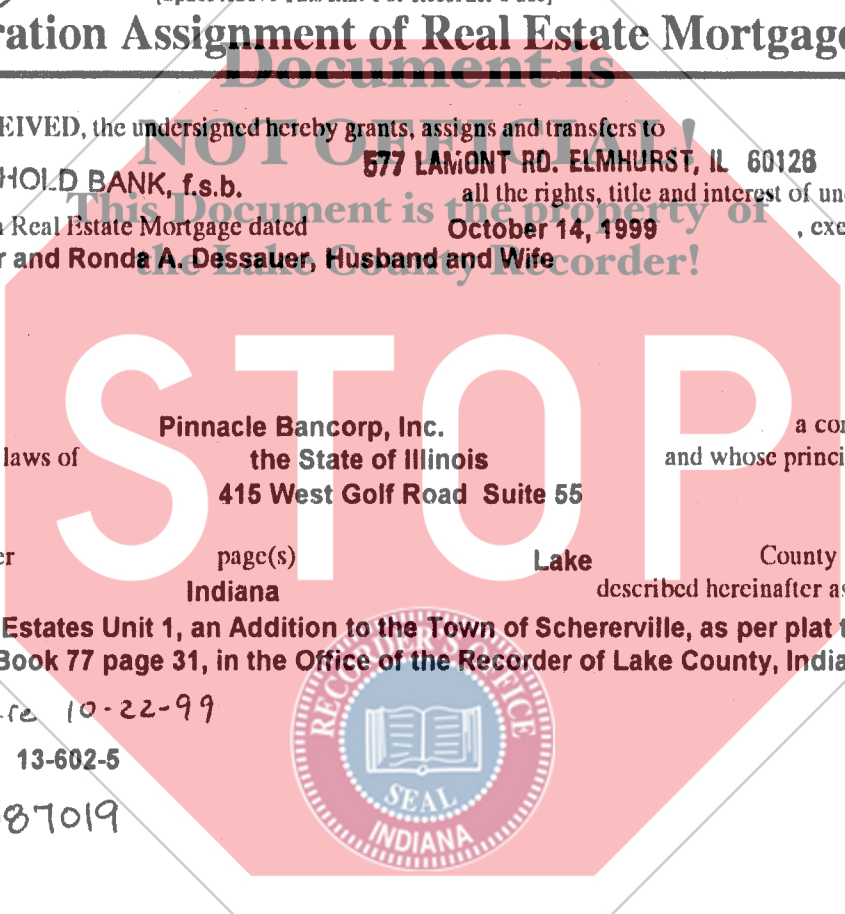 ration Assignment of Real Estate Mortgage
Document is
EIVED, the undersigned hereby grants, assigns and transfers to
NOT OFFICIAL!
577 LAMONT RD. ELMHURST, IL 60126
HOLD BANK, f.s.b.
all the rights, title and interest of un
This Document is the property of
Real Estate Mortgage dated October 14, 1999 , exe
r and Ronda A. Dessauer, Husband and Wife
the Lake County Recorder!
STOP
Pinnacle Bancorp, Inc. a cor
laws of the State of Illinois and whose princi
415 West Golf Road Suite 55
er page(s) Lake County
Indiana described hereinafter as
Estates Unit 1, an Addition to the Town of Schererville, as per plat t
Book 77 page 31, in the Office of the Recorder of Lake County, India
re 10-22-99
13-602-5
87019
RECORDER'S OFFICE
SEAL
INDIANA